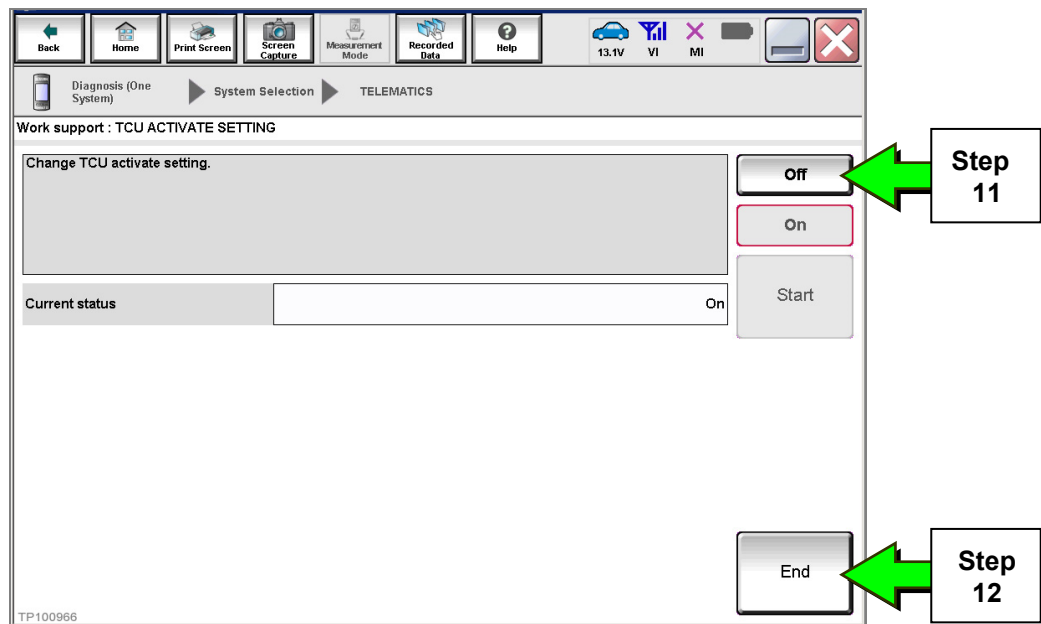 Back
Home
Print Screen
Screen
Capture
Measurement
Mode
Recorded
Data
Help
13.1V
VI
MI
Diagnosis (One
System)
System Selection
TELEMATICS
Work support : TCU ACTIVATE SETTING
Change TCU activate setting.
Off
Step
11
On
Current status
On
Start
End
Step
12
TP100966